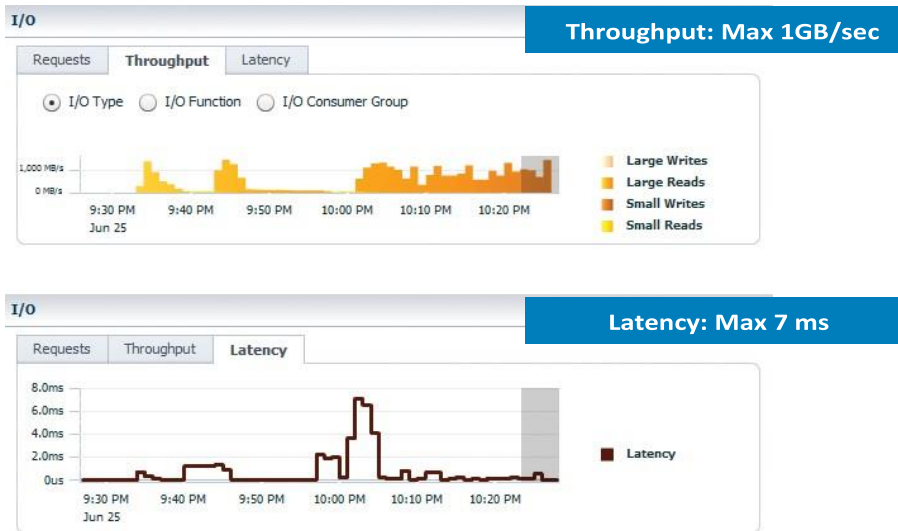 I/O
Throughput: Max 1GB/sec
Requests Throughput Latency
I/O Type I/O Function I/O Consumer Group
1,000 MB/s
0 MB/s
9:30 PM 9:40 PM 9:50 PM 10:00 PM 10:10 PM 10:20 PM
Jun 25
Large Writes
Large Reads
Small Writes
Small Reads
I/O
Latency: Max 7 ms
Requests Throughput Latency
8.0ms
6.0ms
4.0ms
2.0ms
0us
9:30 PM 9:40 PM 9:50 PM 10:00 PM 10:10 PM 10:20 PM
Jun 25
Latency